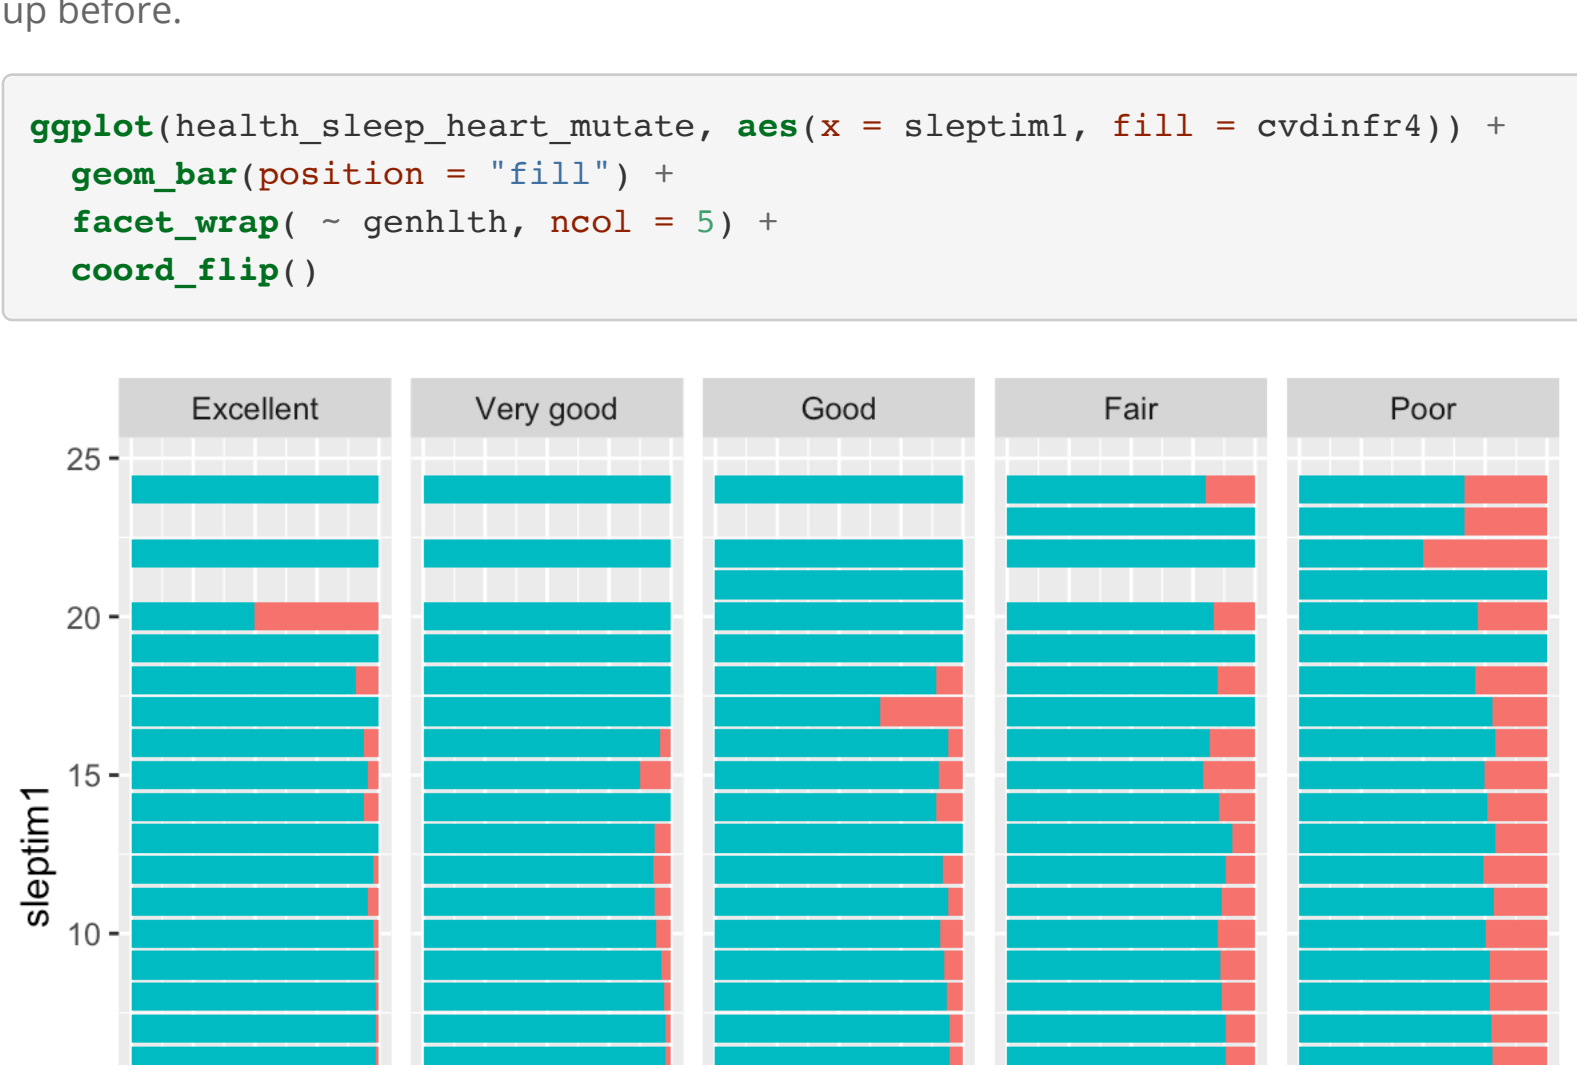 up before.
ggplot(health_sleep_heart_mutate, aes(x = sleptim1, fill = cvdinfr4)) +
  geom_bar(position = "fill") +
  facet_wrap( ~ genhlth, ncol = 5) +
  coord_flip()
Excellent Very good Good Fair Poor
25
20
15
10
sleptim1